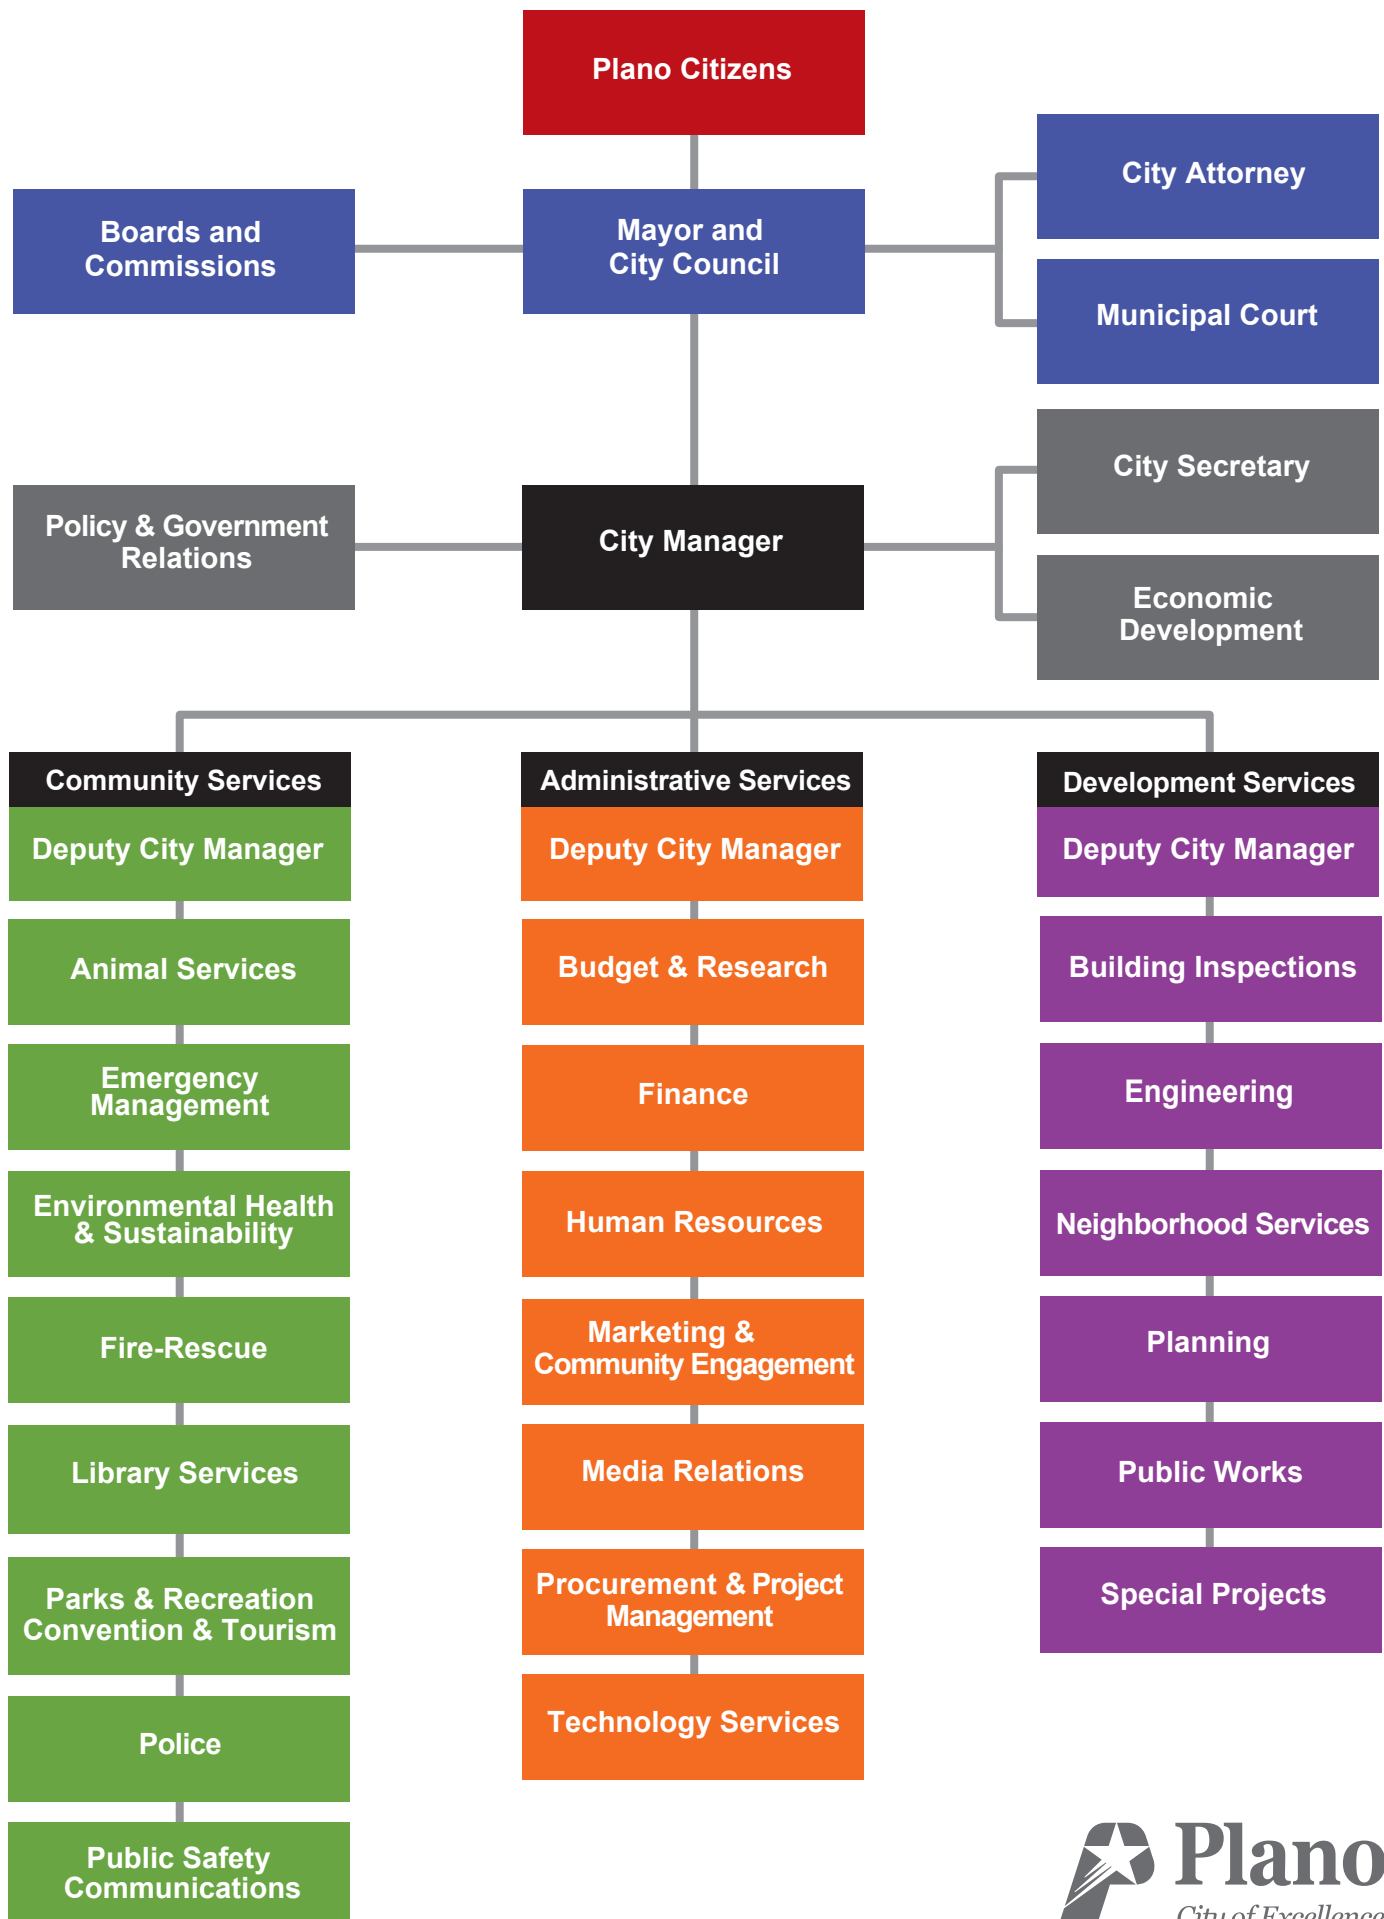 Plano Citizens
City Attorney
Boards and
Commissions
Mayor and
City Council
Municipal Court
City Secretary
Policy & Government
Relations
City Manager
Economic
Development
Community Services
Deputy City Manager
Animal Services
Emergency
Management
Environmental Health
& Sustainability
Fire-Rescue
Library Services
Parks & Recreation
Convention & Tourism
Police
Public Safety
Communications
Administrative Services
Deputy City Manager
Budget & Research
Finance
Human Resources
Marketing &
Community Engagement
Media Relations
Procurement & Project
Management
Technology Services
Development Services
Deputy City Manager
Building Inspections
Engineering
Neighborhood Services
Planning
Public Works
Special Projects
Plano
City of Excellence